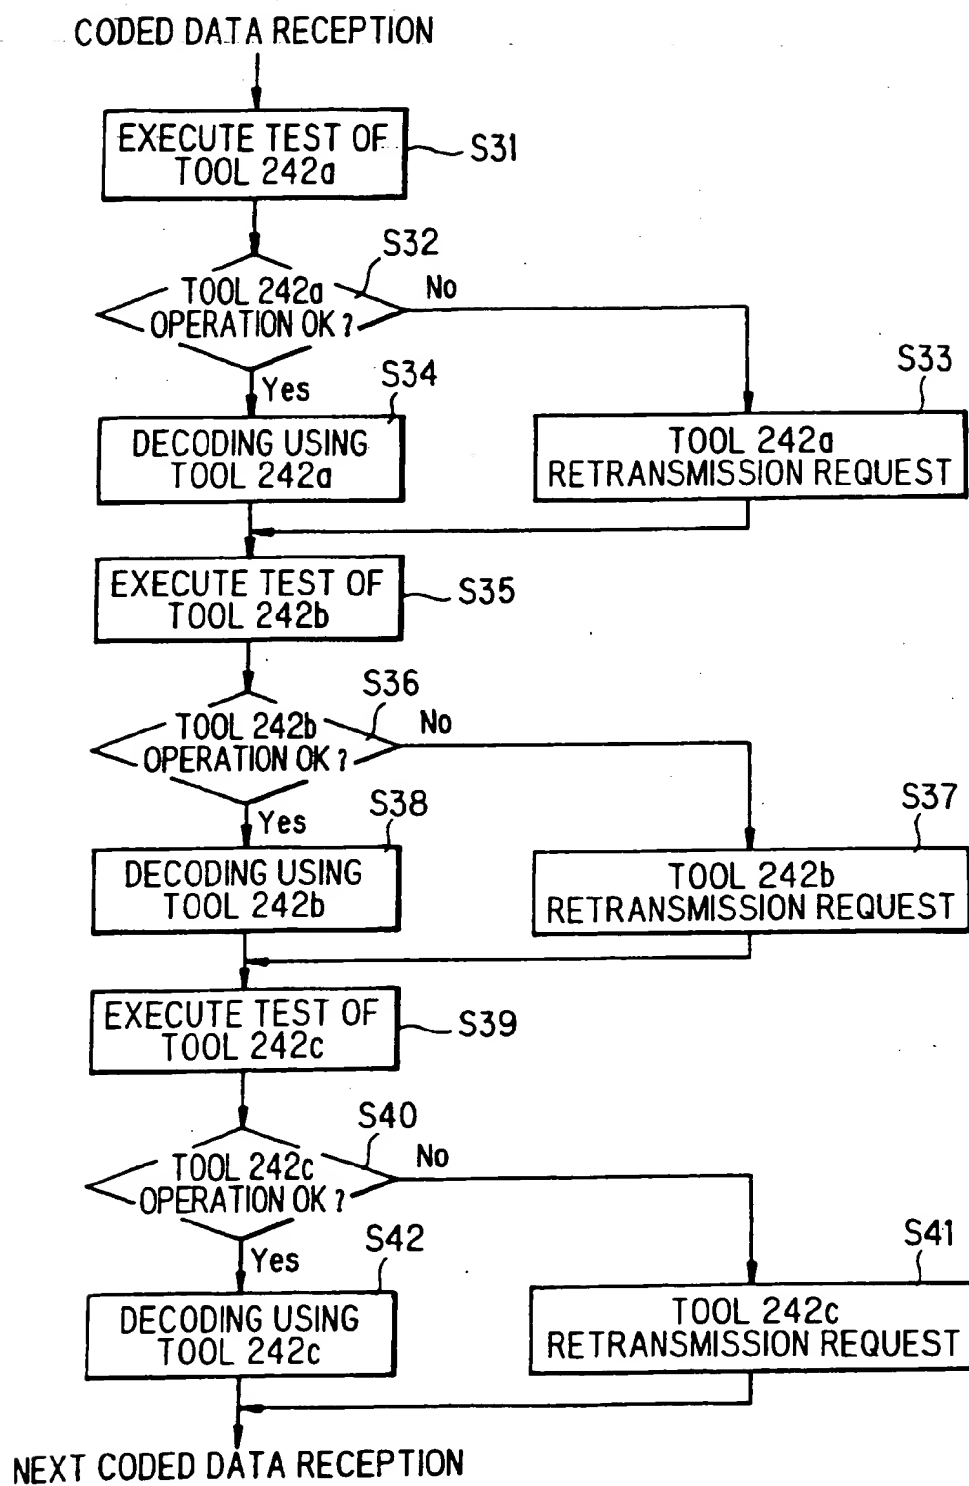 CODED DATA RECEPTION
EXECUTE TEST OF
TOOL 242a
S31
S32
TOOL 242a
OPERATION OK ?
No
Yes
S34
S33
DECODING USING
TOOL 242a
TOOL 242a
RETRANSMISSION REQUEST
EXECUTE TEST OF
TOOL 242b
S35
S36
TOOL 242b
OPERATION OK ?
No
Yes
S38
S37
DECODING USING
TOOL 242b
TOOL 242b
RETRANSMISSION REQUEST
EXECUTE TEST OF
TOOL 242c
S39
S40
TOOL 242c
OPERATION OK ?
No
Yes
S42
S41
DECODING USING
TOOL 242c
TOOL 242c
RETRANSMISSION REQUEST
NEXT CODED DATA RECEPTION